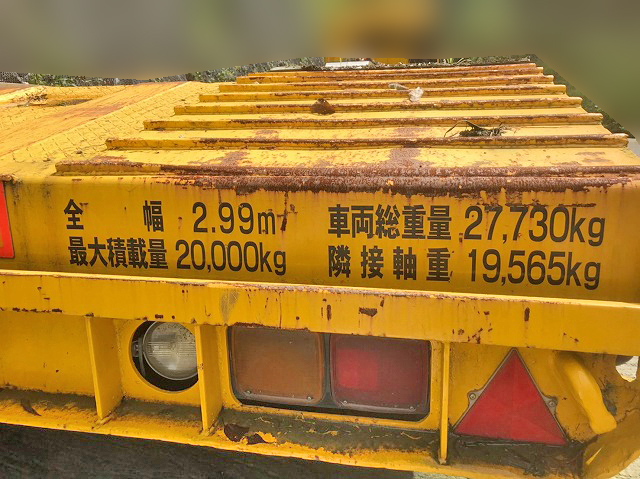 全 幅 2.99m 車両総重量 27,730kg
最大積載量 20,000kg 隣接軸重 19,565kg